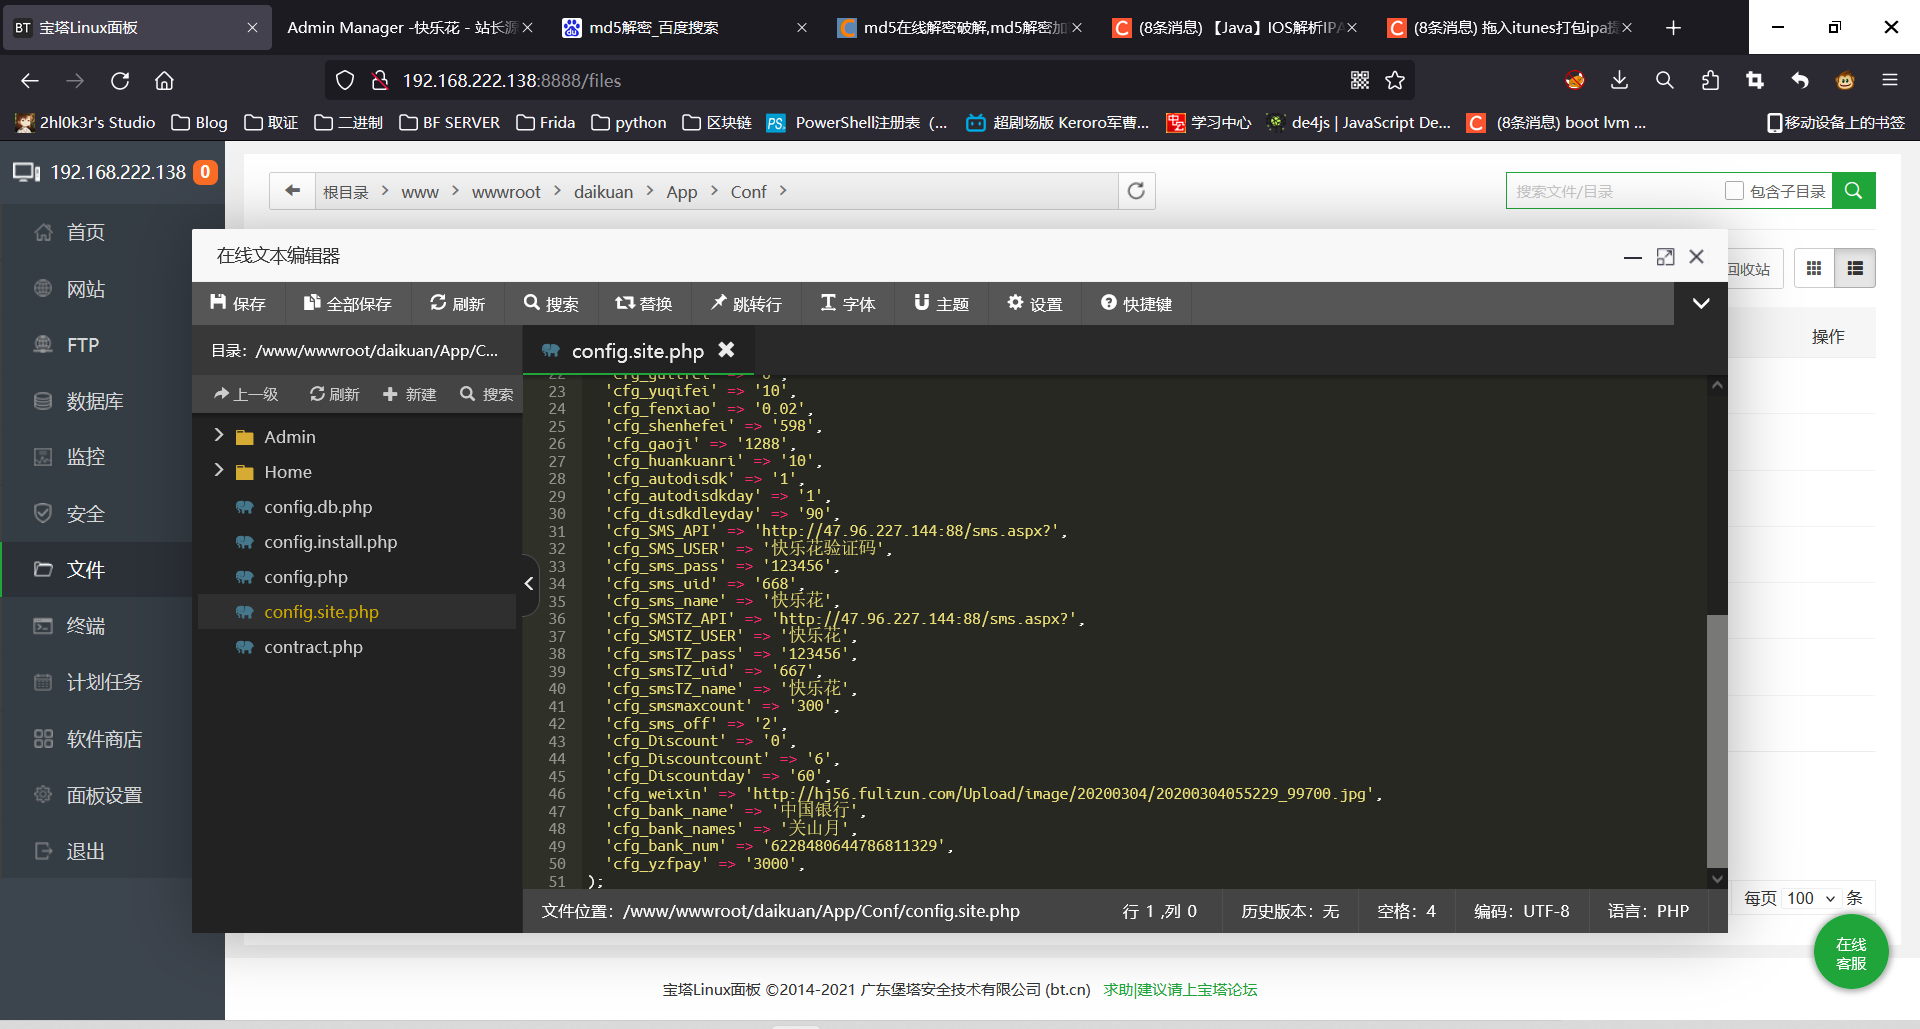 宝塔Linux面板
Admin Manager -快乐花 - 站长源
md5解密_百度搜索
md5在线解密破解,md5解密加
(8条消息) 【Java】IOS解析IPA
(8条消息) 拖入itunes打包ipa提
192.168.222.138:8888/files
2hl0k3r's Studio
Blog
取证
二进制
BF SERVER
Frida
python
区块链
PowerShell注册表（...
超剧场版 Keroro军曹...
学习中心
de4js | JavaScript De...
(8条消息) boot lvm ...
移动设备上的书签
192.168.222.138 0
根目录 www wwwroot daikuan App Conf
搜索文件/目录
包含子目录
首页
网站
FTP
数据库
监控
安全
文件
终端
计划任务
软件商店
面板设置
退出
回收站
操作
在线文本编辑器
保存 全部保存 刷新 搜索 替换 跳转行 字体 主题 设置 快捷键
目录：/www/wwwroot/daikuan/App/C...
config.site.php
上一级 刷新 新建 搜索
Admin
Home
config.db.php
config.install.php
config.php
config.site.php
contract.php
23 'cfg_yuqifei' => '10',
24 'cfg_fenxiao' => '0.02',
25 'cfg_shenhefei' => '598',
26 'cfg_gaoji' => '1288',
27 'cfg_huankuanri' => '10',
28 'cfg_autodisdk' => '1',
29 'cfg_autodisdkday' => '1',
30 'cfg_disdkdleyday' => '90',
31 'cfg_SMS_API' => 'http://47.96.227.144:88/sms.aspx?',
32 'cfg_SMS_USER' => '快乐花验证码',
33 'cfg_sms_pass' => '123456',
34 'cfg_sms_uid' => '668',
35 'cfg_sms_name' => '快乐花',
36 'cfg_SMSTZ_API' => 'http://47.96.227.144:88/sms.aspx?',
37 'cfg_SMSTZ_USER' => '快乐花',
38 'cfg_smsTZ_pass' => '123456',
39 'cfg_smsTZ_uid' => '667',
40 'cfg_smsTZ_name' => '快乐花',
41 'cfg_smsmaxcount' => '300',
42 'cfg_sms_off' => '2',
43 'cfg_Discount' => '0',
44 'cfg_Discountcount' => '6',
45 'cfg_Discountday' => '60',
46 'cfg_weixin' => 'http://hj56.fulizun.com/Upload/image/20200304/20200304055229_99700.jpg',
47 'cfg_bank_name' => '中国银行',
48 'cfg_bank_names' => '关山月',
49 'cfg_bank_num' => '6228480644786811329',
50 'cfg_yzfpay' => '3000',
51 );
文件位置：/www/wwwroot/daikuan/App/Conf/config.site.php
行 1 ,列 0
历史版本：无
空格：4
编码：UTF-8
语言：PHP
每页 100 条
在线
客服
宝塔Linux面板 ©2014-2021 广东堡塔安全技术有限公司 (bt.cn) 求助|建议请上宝塔论坛